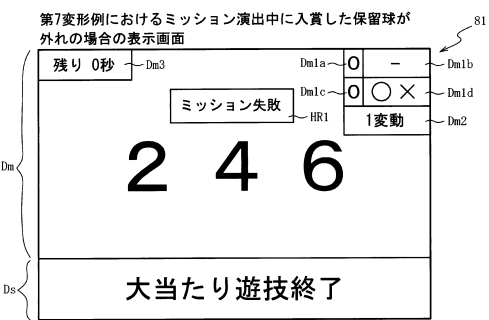 第7変形例におけるミッション演出中に入賞した保留球が
外れの場合の表示画面
81
残り 0秒
Dm3
Dm1a
0
－
Dm1b
Dm1c
0
○×
Dm1d
ミッション失敗
HR1
1変動
Dm2
Dm
2 4 6
Ds
大当たり遊技終了